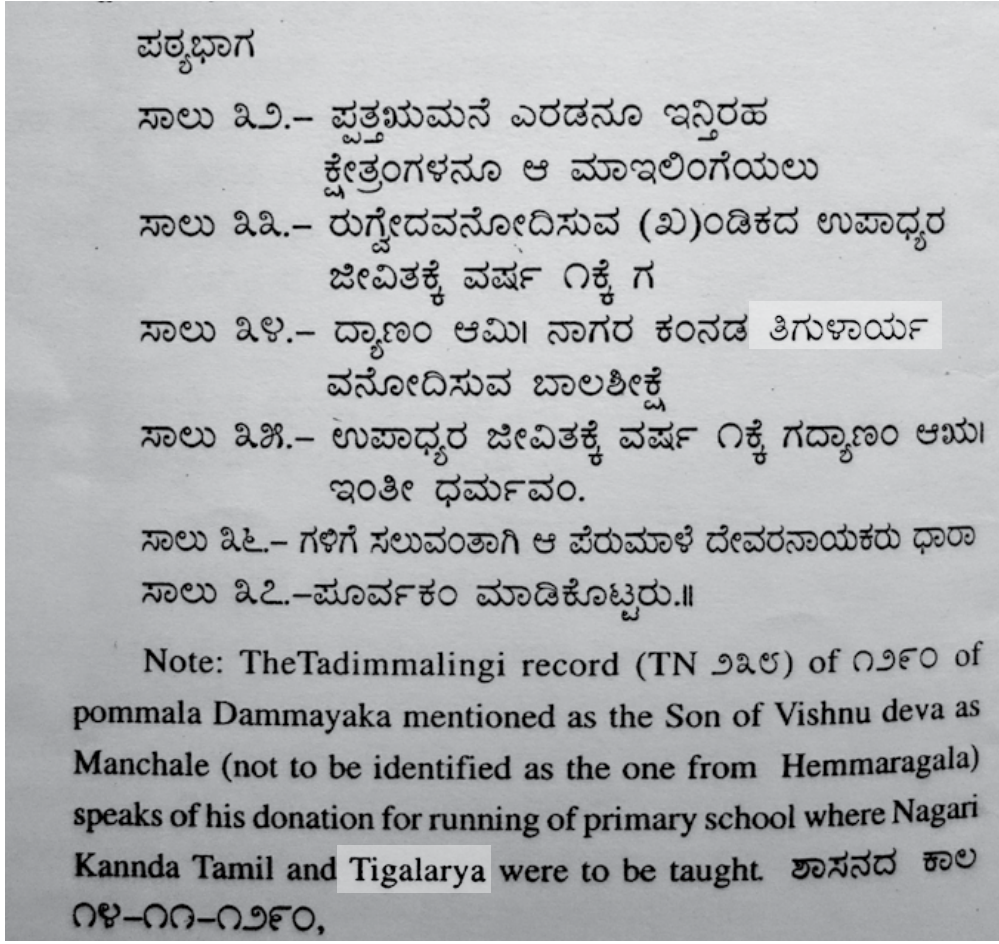 ಪಠ್ಯಭಾಗ
ಸಾಲು ೩೨.– ಪ್ಪತ್ತಱುಮನೆ ಎರಡನೂ ಇನ್ತಿರಹ
ಕ್ಷೇತ್ರಂಗಳನೂ ಆ ಮಾಇಲಿಂಗೆಯಲು
ಸಾಲು ೩೩.– ರುಗ್ವೇದವನೋದಿಸುವ (ಖ)ಂಡಿಕದ ಉಪಾಧ್ಯರ
ಜೀವಿತಕ್ಕೆ ವರ್ಷ ೧ಕ್ಕೆ ಗ
ಸಾಲು ೩೪.– ದ್ಯಾಣಂ ಆಮಿ। ನಾಗರ ಕಂನಡ ತಿಗುಳಾರ್ಯ
ವನೋದಿಸುವ ಬಾಲಶೀಕ್ಷೆ
ಸಾಲು ೩೫.– ಉಪಾಧ್ಯರ ಜೀವಿತಕ್ಕೆ ವರ್ಷ ೧ಕ್ಕೆ ಗದ್ಯಾಣಂ
ಇಂತೀ ಧರ್ಮವಂ.
ಸಾಲು ೩೬.– ಗಳಿಗೆ ಸಲುವಂತಾಗಿ ಆ ಪೆರುಮಾಳೆ ದೇವರನಾಯಕರು ಧಾರಾ
ಸಾಲು ೩೭.–ಪೂರ್ವಕಂ ಮಾಡಿಕೊಟ್ಟರು.॥
Note: TheTadimmalingi record (TN ೨೩೮) of ೧೨೯೦ of
pommala Dammayaka mentioned as the Son of Vishnu deva as
Manchale (not to be identified as the one from Hemmaragala)
speaks of his donation for running of primary school where Nagari
Kannda Tamil and Tigalarya were to be taught. ಶಾಸನದ ಕಾಲ
೧೪–೧೧–೧೨೯೦,